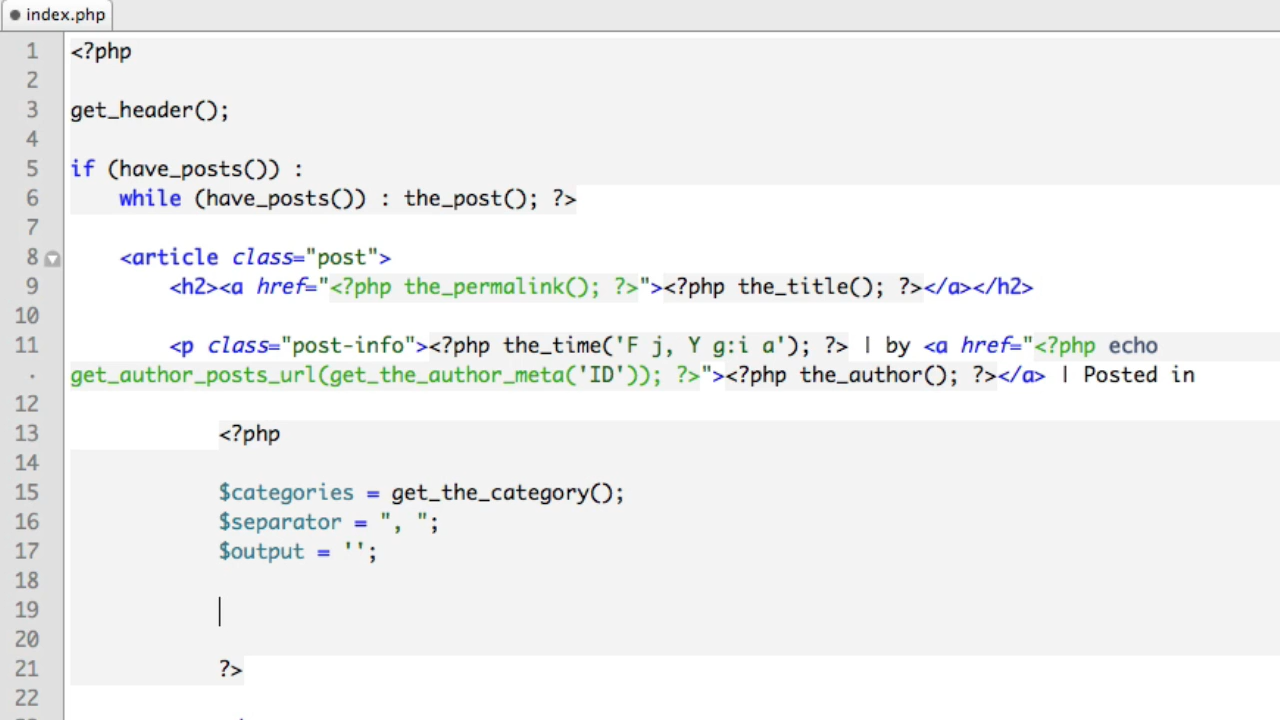 index.php
1 <?php
2
3 get_header();
4
5 if (have_posts()) :
6 while (have_posts()) : the_post(); ?>
7
8 <article class="post">
9 <h2><a href="<?php the_permalink(); ?>"><?php the_title(); ?></a></h2>
10
11 <p class="post-info"><?php the_time('F j, Y g:i a'); ?> | by <a href="<?php echo
· get_author_posts_url(get_the_author_meta('ID')); ?>"><?php the_author(); ?></a> | Posted in
12
13 <?php
14
15 $categories = get_the_category();
16 $separator = ", ";
17 $output = '';
18
19
20
21 ?>
22